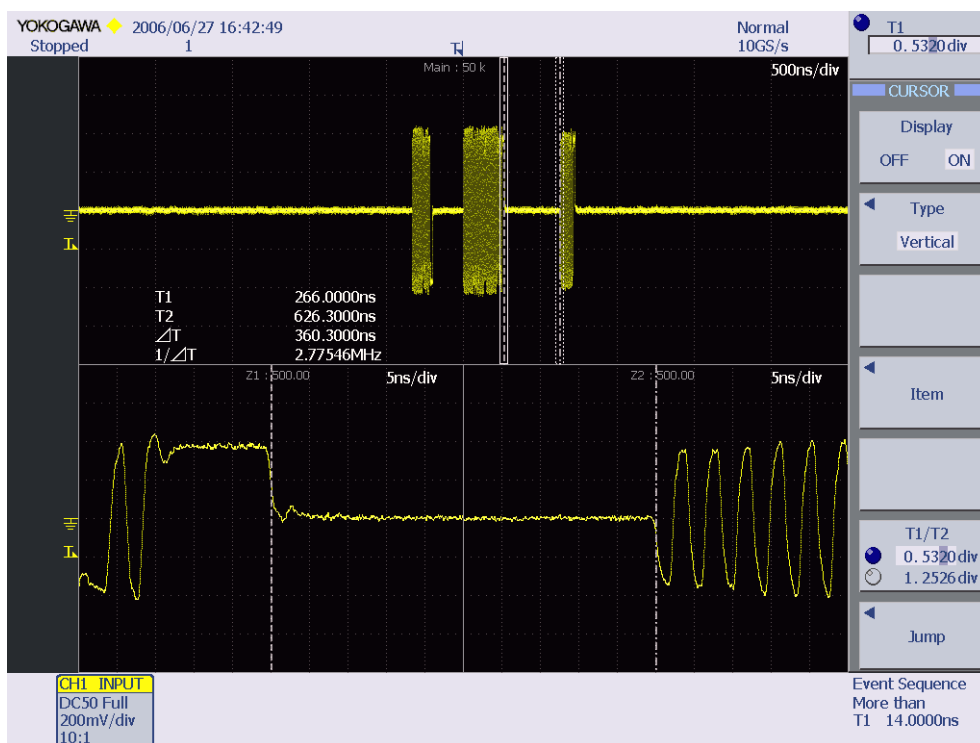 YOKOGAWA 2006/06/27 16:42:49
Stopped 1
Normal
10GS/s
Main : 50 k
500ns/div
T1 266.0000ns
T2 626.3000ns
⊿T 360.3000ns
1/⊿T 2.77546MHz
Z1 : 500.00
5ns/div
Z2 : 500.00
5ns/div
T1
0.5320div
CURSOR
Display
OFF ON
Type
Vertical
Item
T1/T2
0.5320div
1.2526div
Jump
CH1 INPUT
DC50 Full
200mV/div
10:1
Event Sequence
More than
T1 14.0000ns